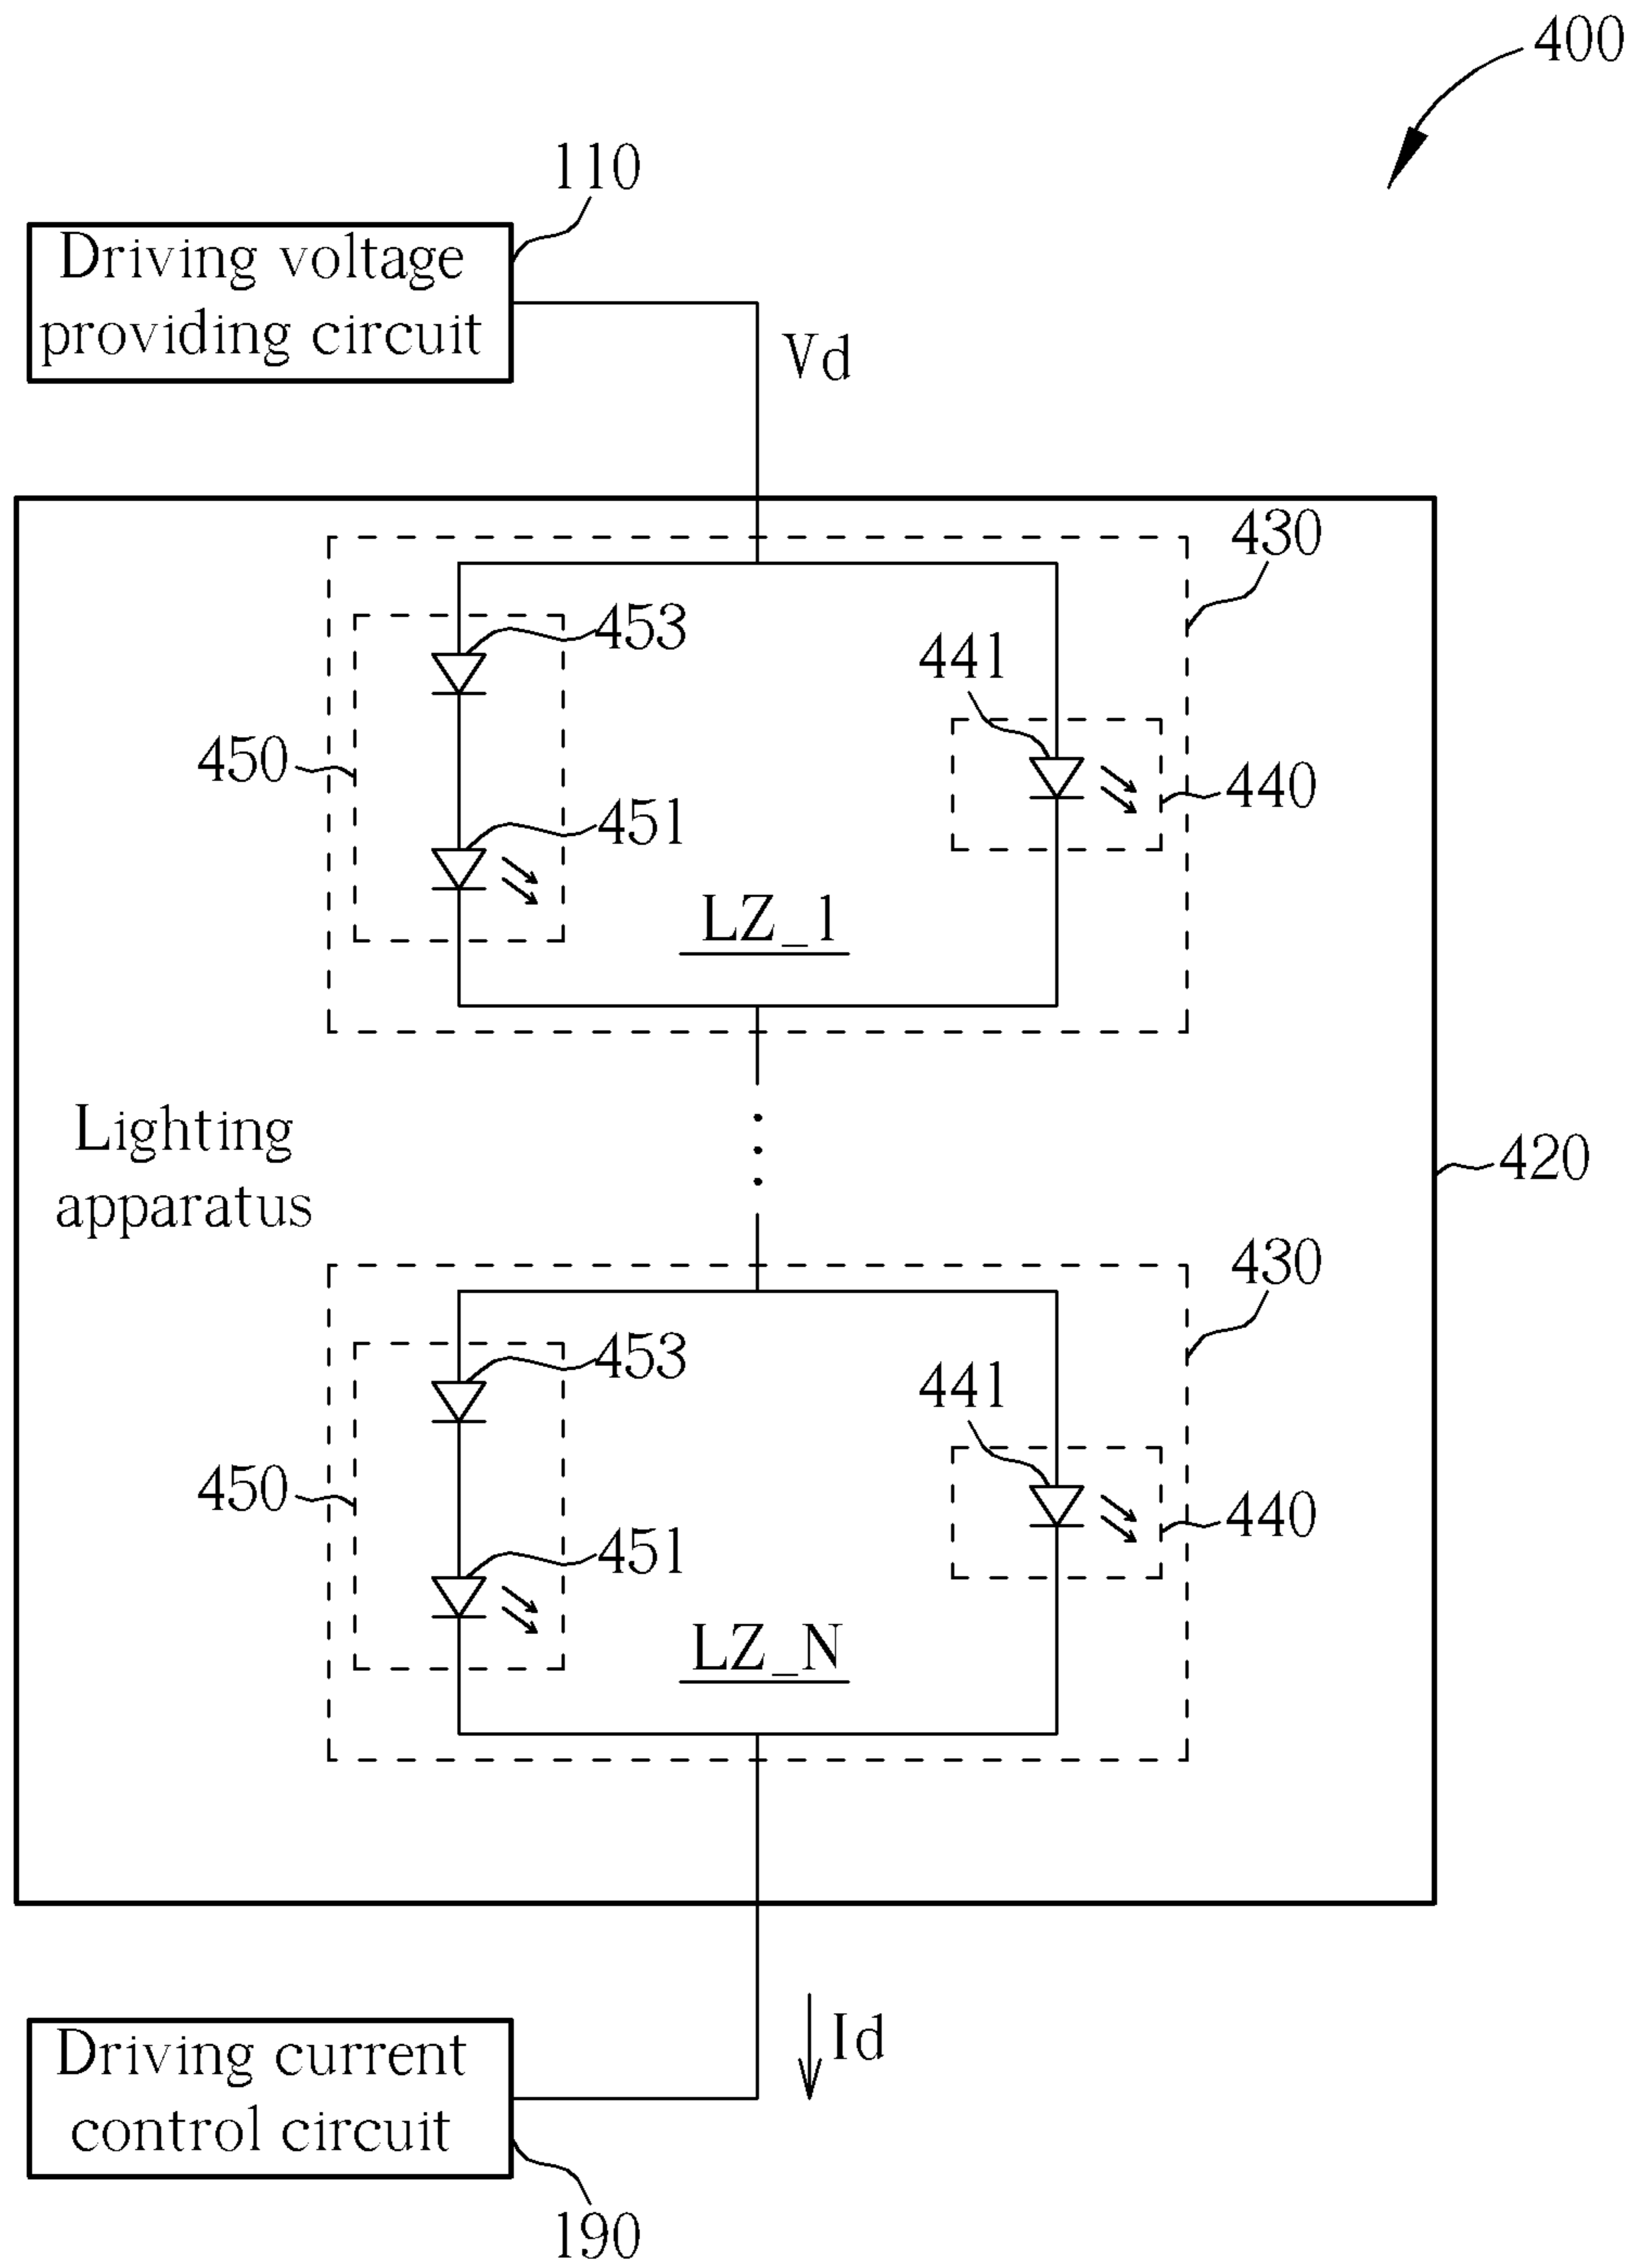 400
110
Driving voltage
providing circuit
Vd
430
453
441
450
440
451
LZ_1
Lighting
apparatus
420
430
453
441
450
440
451
LZ_N
Id
Driving current
control circuit
190